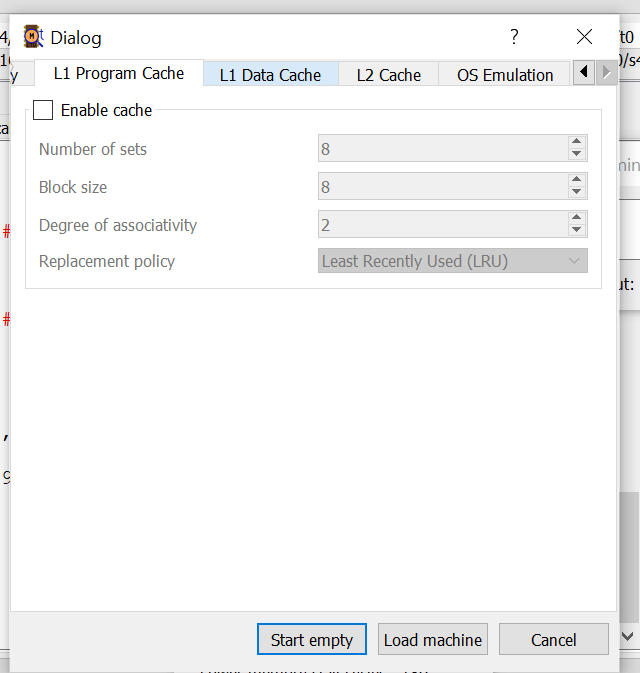 Dialog
?
L1 Program Cache
L1 Data Cache
L2 Cache
OS Emulation
Enable cache
Number of sets
8
Block size
8
Degree of associativity
2
Replacement policy
Least Recently Used (LRU)
Start empty
Load machine
Cancel
#
#
,